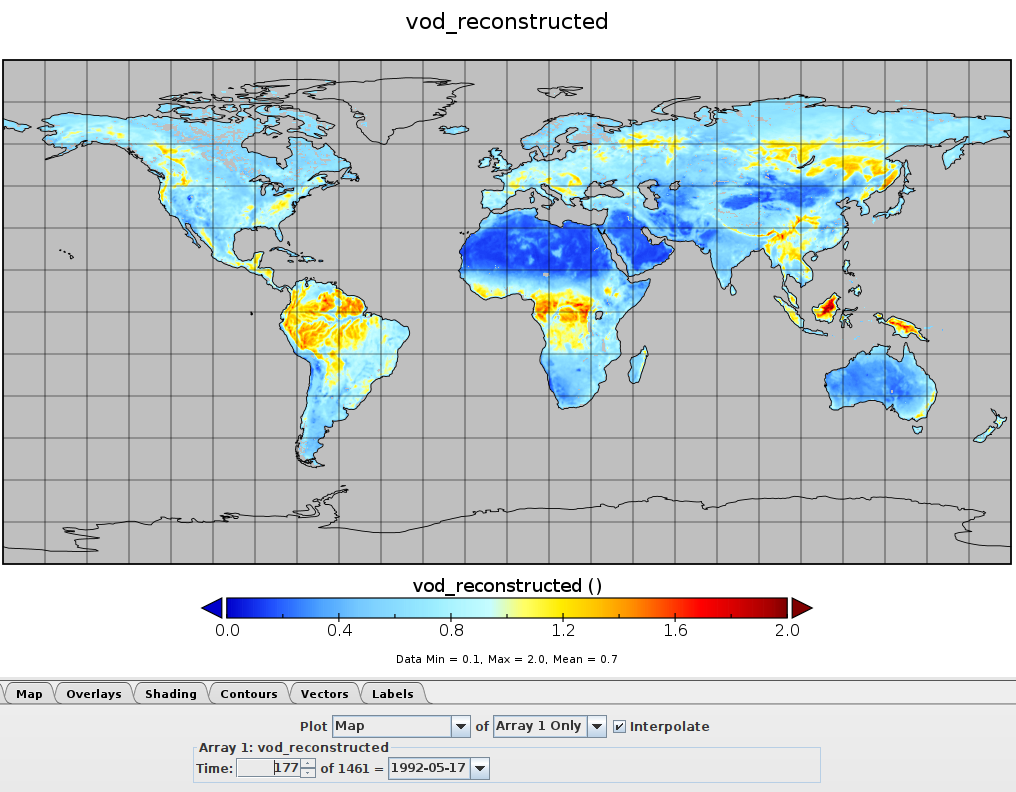 vod_reconstructed
vod_reconstructed ()
0.0 0.4 0.8 1.2 1.6 2.0
Data Min = 0.1, Max = 2.0, Mean = 0.7
Map Overlays Shading Contours Vectors Labels
Plot Map of Array 1 Only Interpolate
Array 1: vod_reconstructed
Time: 177 of 1461 = 1992-05-17